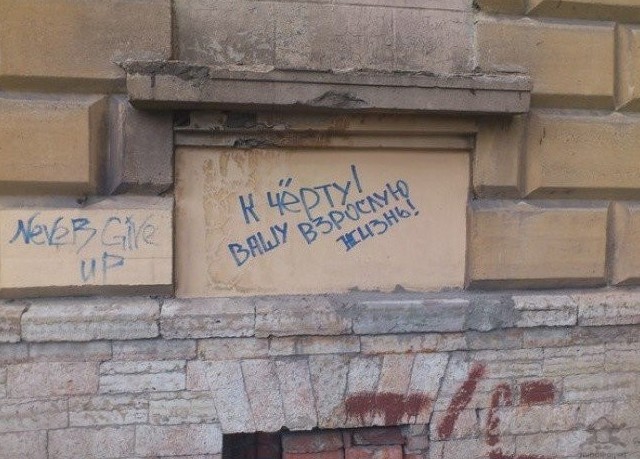 Never Give
UP
К ЧЁРТУ!
ВАШУ ВЗРОСЛУЮ
ЖИЗНЬ!